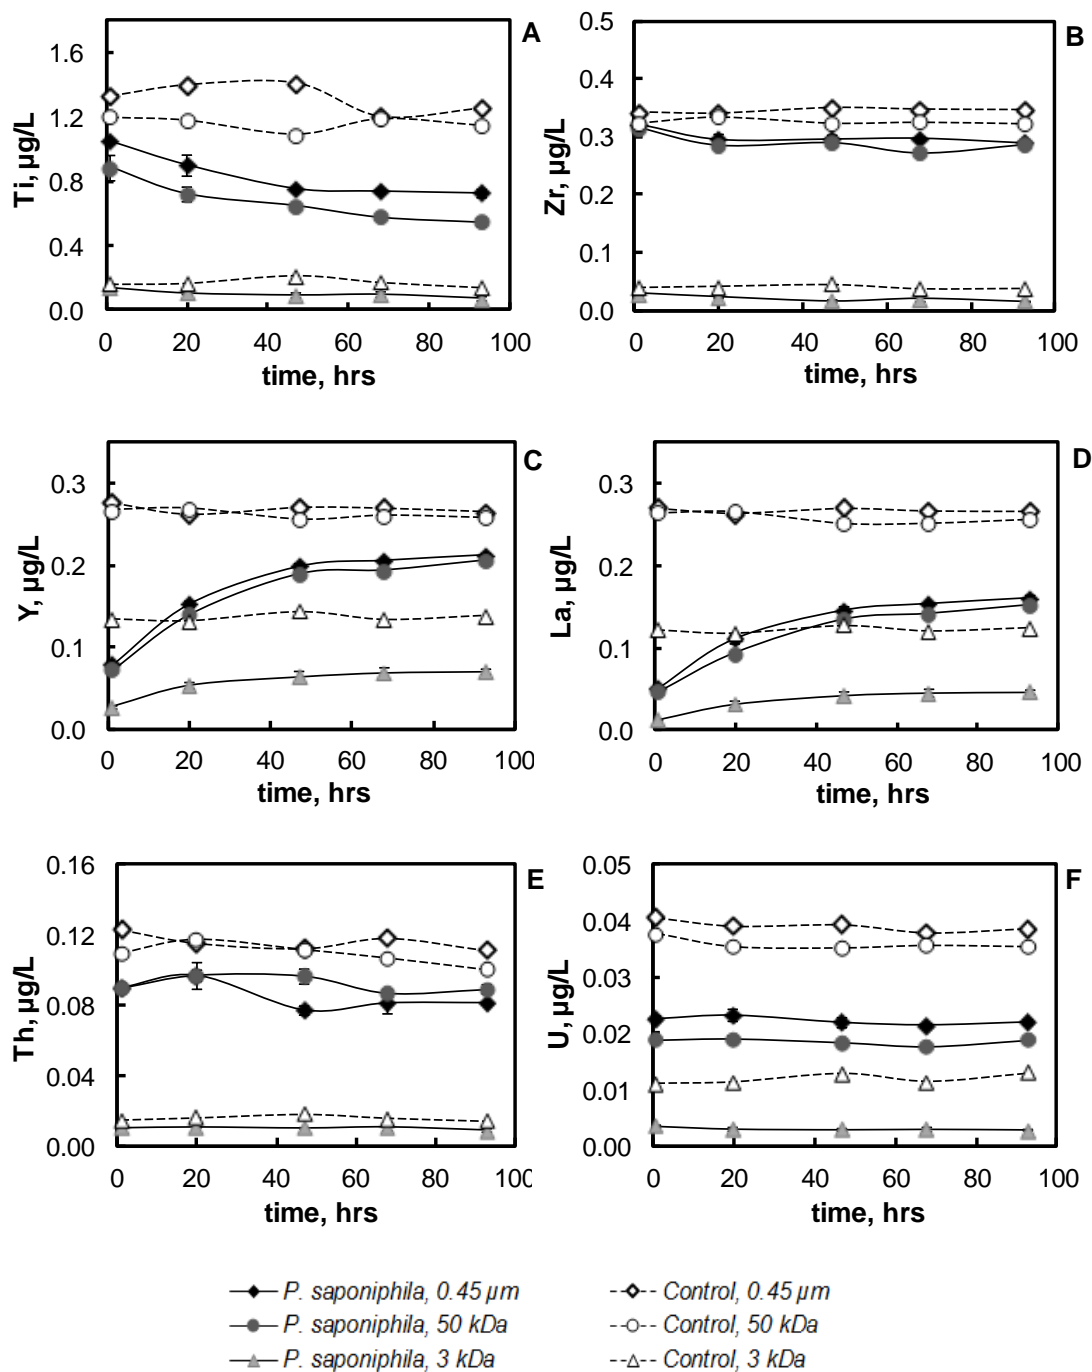 A
B
1.6
1.2
0.8
0.4
0.0
Ti, µg/L
0 20 40 60 80 100
time, hrs
0.5
0.4
0.3
0.2
0.1
0.0
Zr, µg/L
0 20 40 60 80 100
time, hrs
C
D
0.3
0.2
0.1
0.0
Y, µg/L
0 20 40 60 80 100
time, hrs
0.3
0.2
0.1
0.0
La, µg/L
0 20 40 60 80 100
time, hrs
E
F
0.16
0.12
0.08
0.04
0.00
Th, µg/L
0 20 40 60 80 100
time, hrs
0.05
0.04
0.03
0.02
0.01
0.00
U, µg/L
0 20 40 60 80 100
time, hrs
P. saponiphila, 0.45 µm
Control, 0.45 µm
P. saponiphila, 50 kDa
Control, 50 kDa
P. saponiphila, 3 kDa
Control, 3 kDa